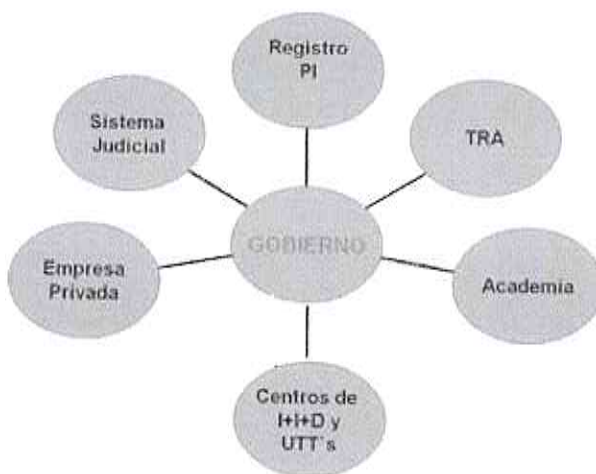 Registro
PI
Sistema
Judicial
TRA
GOBIERNO
Empresa
Privada
Academia
Centros de
I+I+D y
UTT´s